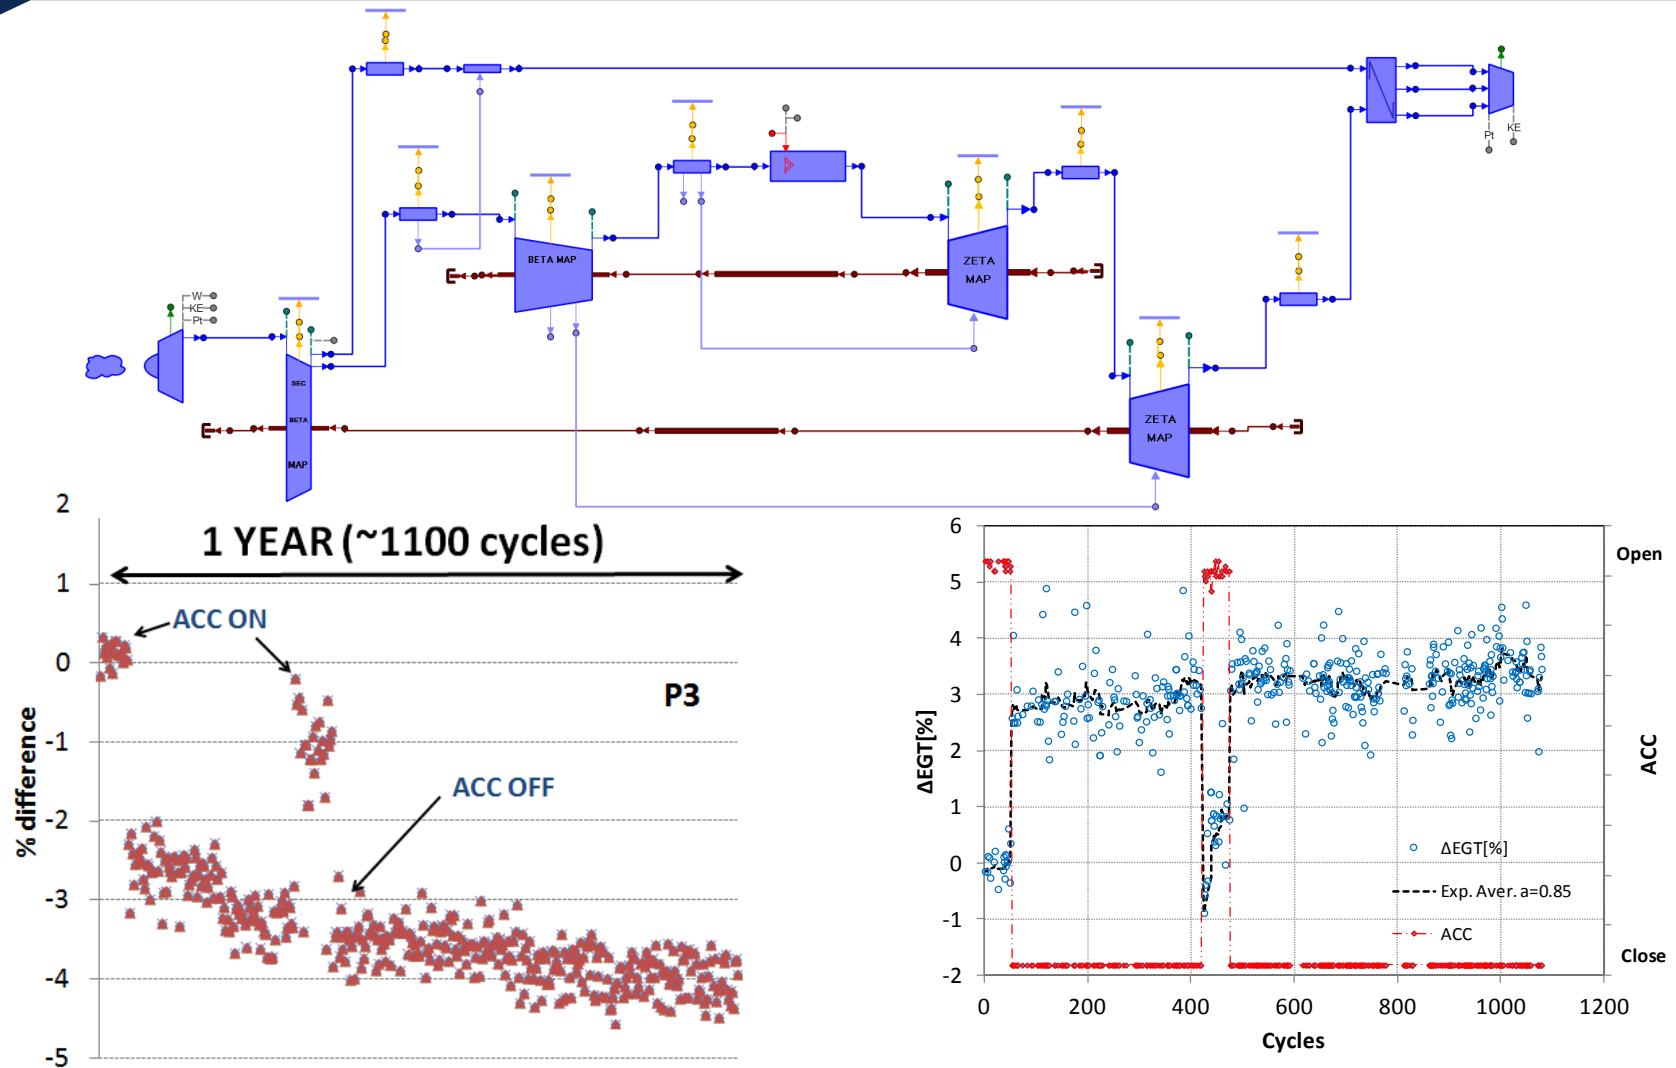 W
KE
Pt
SEC
BETA
MAP
BETA MAP
ZETA
MAP
ZETA
MAP
Pt
KE
2
1
0
-1
-2
-3
-4
-5
% difference
1 YEAR (~1100 cycles)
ACC ON
ACC OFF
P3
6
5
4
3
2
1
0
-1
-2
ΔEGT[%]
0
200
400
600
800
1000
1200
Cycles
Open
ACC
Close
ΔEGT[%]
Exp. Aver. a=0.85
ACC